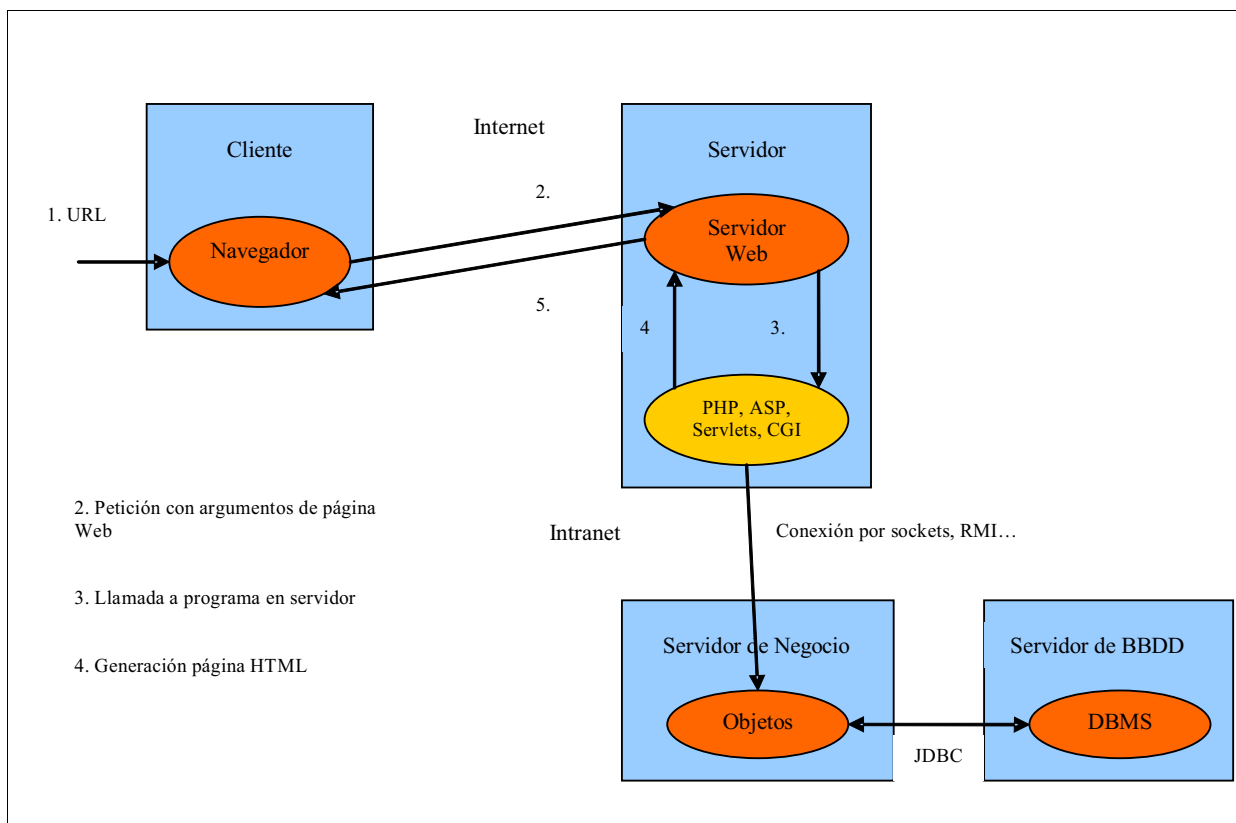 Internet
Cliente
Servidor
1. URL
2.
Navegador
Servidor
Web
5.
4
3.
PHP, ASP,
Servlets, CGI
2. Petición con argumentos de página
Web
Intranet
Conexión por sockets, RMI…
3. Llamada a programa en servidor
4. Generación página HTML
Servidor de Negocio
Servidor de BBDD
Objetos
DBMS
JDBC